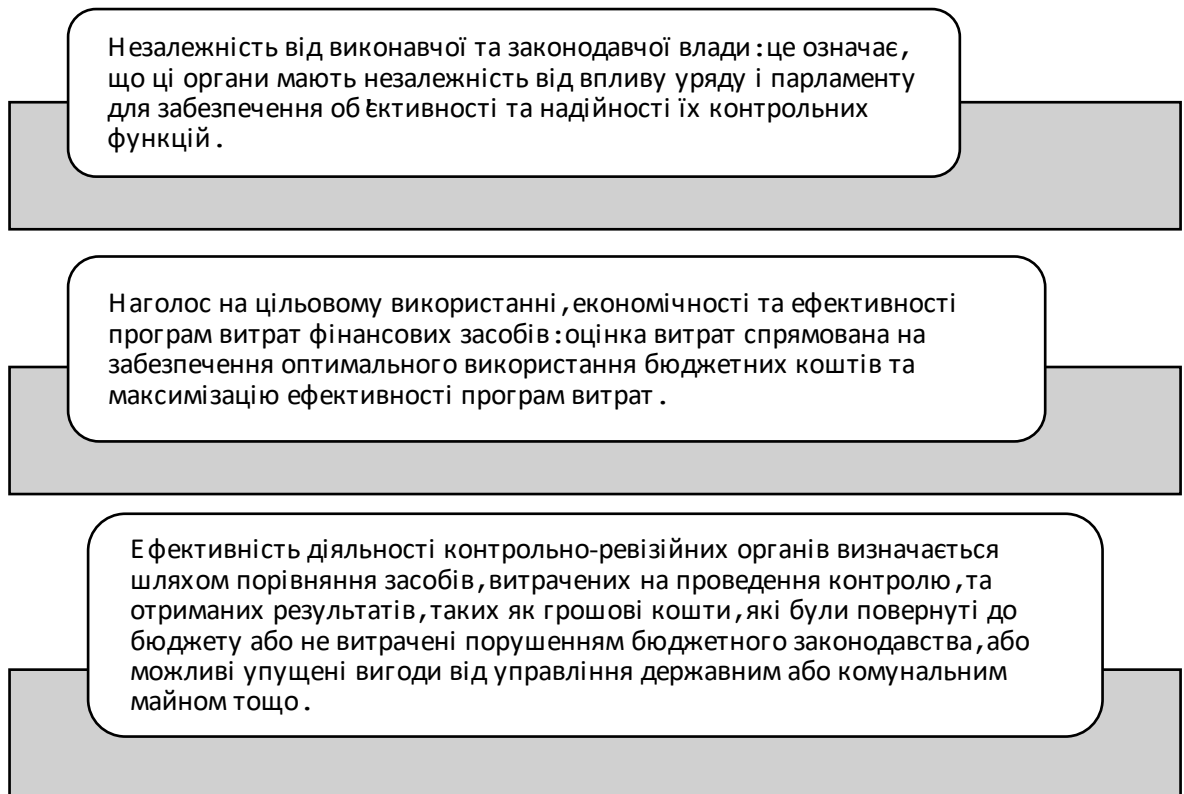 Незалежність від виконавчої та законодавчої влади:це означає,
що ці органи мають незалежність від впливу уряду і парламенту
для забезпечення об'єктивності та надійності їх контрольних
функцій.
Наголос на цільовому використанні,економічності та ефективності
програм витрат фінансових засобів:оцінка витрат спрямована на
забезпечення оптимального використання бюджетних коштів та
максимізацію ефективності програм витрат.
Ефективність діяльності контрольно-ревізійних органів визначається
шляхом порівняння засобів,витрачених на проведення контролю,та
отриманих результатів,таких як грошові кошти,які були повернуті до
бюджету або не витрачені порушенням бюджетного законодавства,або
можливі упущені вигоди від управління державним або комунальним
майном тощо.